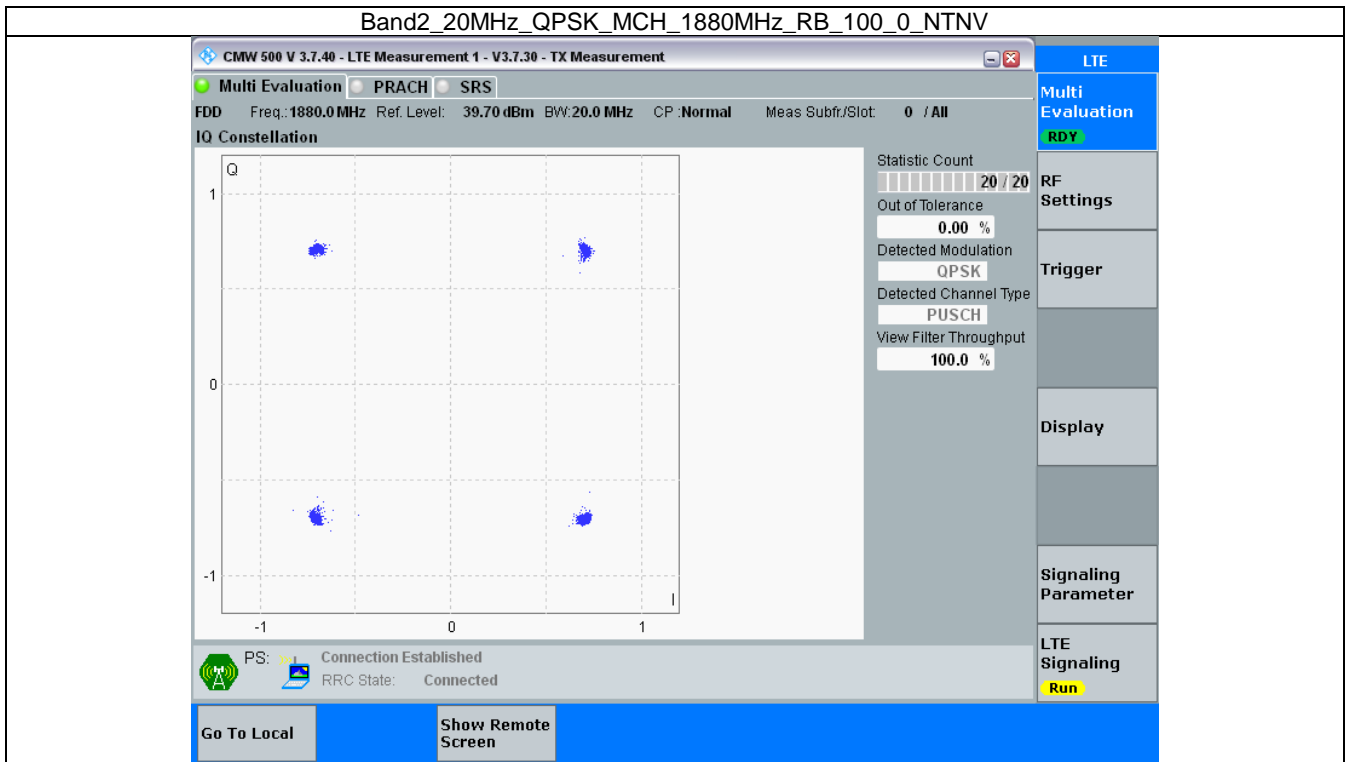 Band2_20MHz_QPSK_MCH_1880MHz_RB_100_0_NTNV
CMW 500 V 3.7.40 - LTE Measurement 1 - V3.7.30 - TX Measurement
LTE
Multi Evaluation PRACH SRS
FDD Freq.: 1880.0 MHz Ref. Level: 39.70 dBm BW: 20.0 MHz CP : Normal Meas Subfr./Slot: 0 / All
IQ Constellation
Q
1
0
-1
I
-1 0 1
Statistic Count
20 / 20
Out of Tolerance
0.00 %
Detected Modulation
QPSK
Detected Channel Type
PUSCH
View Filter Throughput
100.0 %
Multi
Evaluation
RDY
RF
Settings
Trigger
Display
Signaling
Parameter
LTE
Signaling
Run
PS: Connection Established
RRC State: Connected
Go To Local
Show Remote
Screen